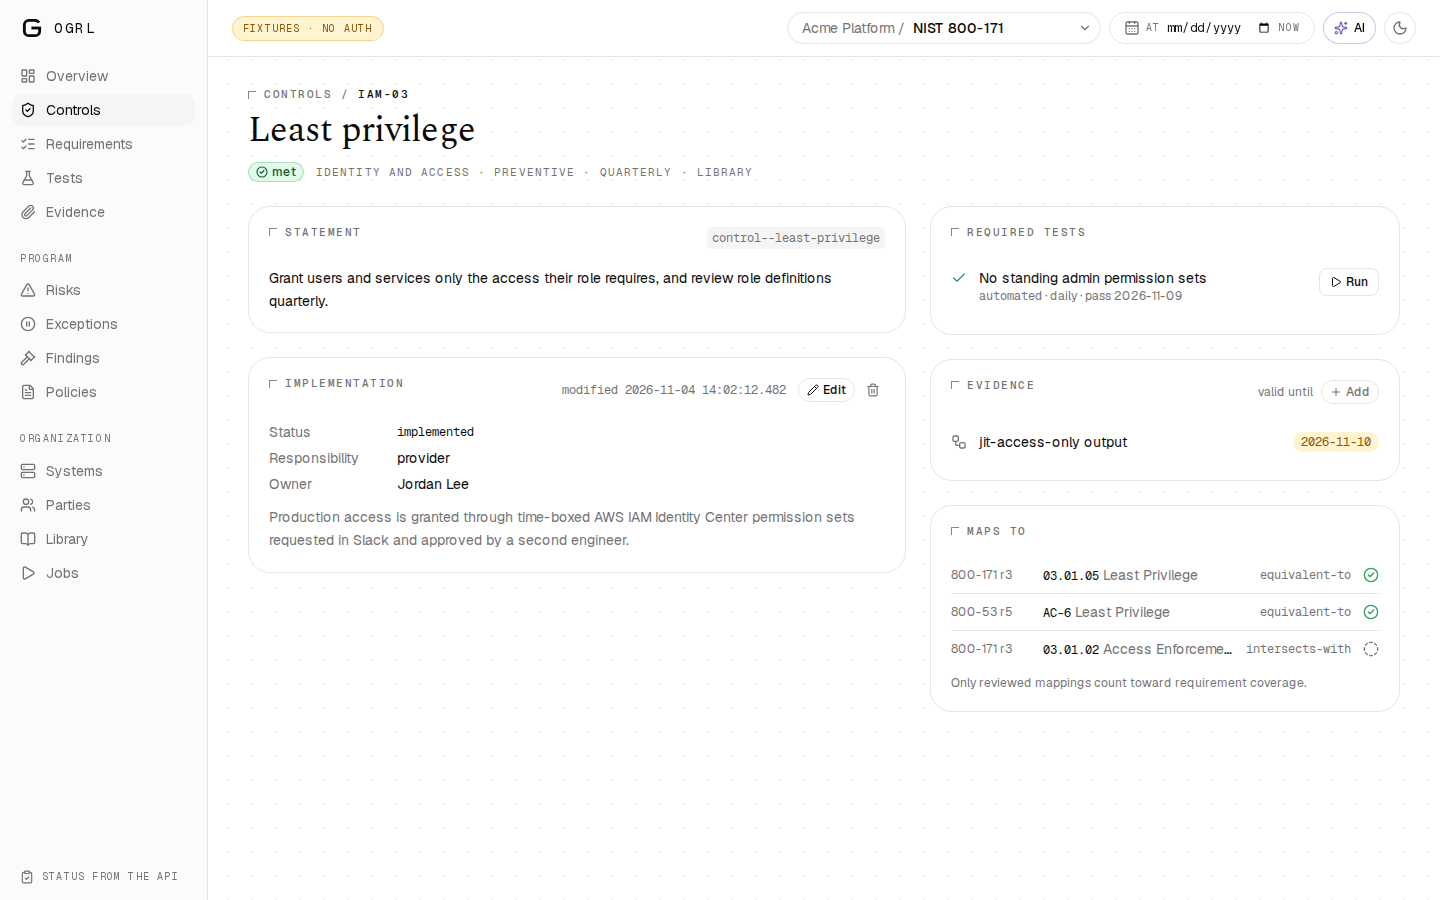 OGRL
FIXTURES · NO AUTH
Acme Platform / NIST 800-171
AT mm/dd/yyyy NOW
AI
Overview
Controls
Requirements
Tests
Evidence
PROGRAM
Risks
Exceptions
Findings
Policies
ORGANIZATION
Systems
Parties
Library
Jobs
STATUS FROM THE API
CONTROLS / IAM-03
Least privilege
met IDENTITY AND ACCESS · PREVENTIVE · QUARTERLY · LIBRARY
STATEMENT
control--least-privilege
Grant users and services only the access their role requires, and review role definitions
quarterly.
IMPLEMENTATION
modified 2026-11-04 14:02:12.482 Edit
Status implemented
Responsibility provider
Owner Jordan Lee
Production access is granted through time-boxed AWS IAM Identity Center permission sets
requested in Slack and approved by a second engineer.
REQUIRED TESTS
No standing admin permission sets
automated · daily · pass 2026-11-09
Run
EVIDENCE
valid until + Add
jit-access-only output 2026-11-10
MAPS TO
800-171 r3 03.01.05 Least Privilege equivalent-to
800-53 r5 AC-6 Least Privilege equivalent-to
800-171 r3 03.01.02 Access Enforceme… intersects-with
Only reviewed mappings count toward requirement coverage.